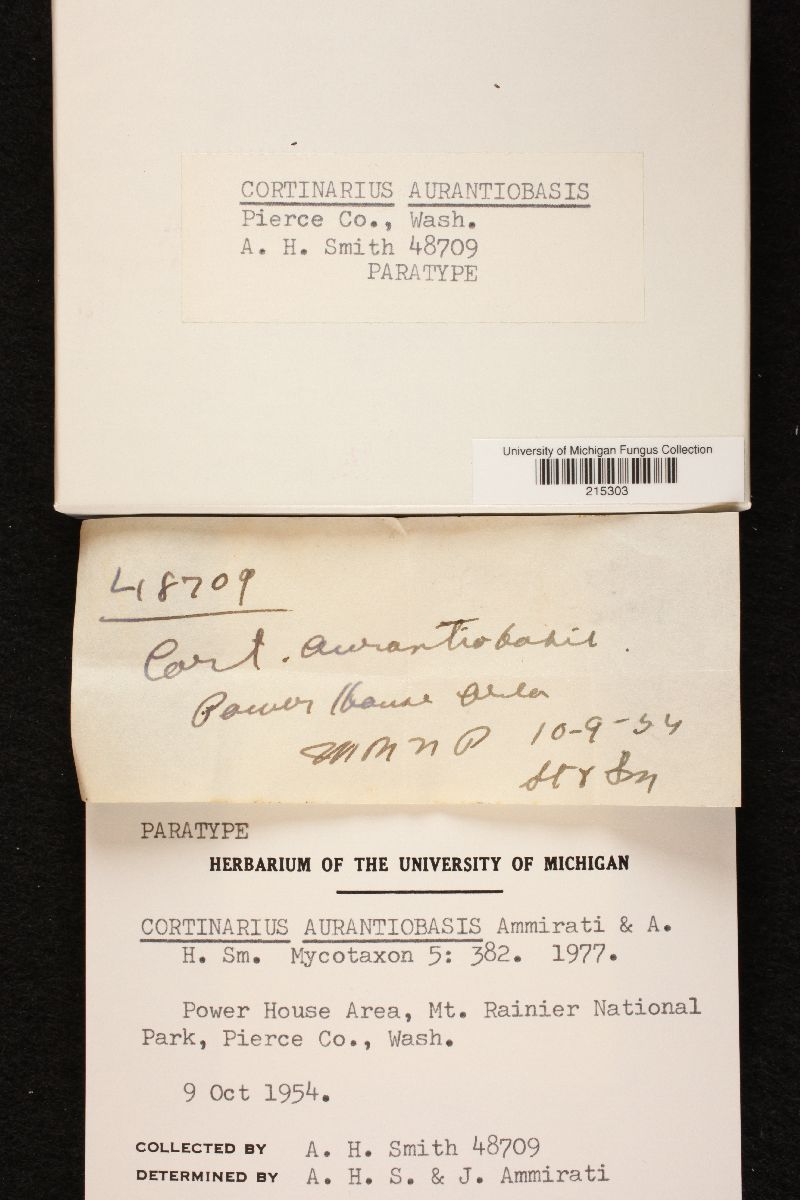 CORTINARIUS AURANTIOBASIS
Pierce Co., Wash.
A. H. Smith 48709
PARATYPE
University of Michigan Fungus Collection
215303
48709
Cort. aurantiobasis.
Power House area
M R N P 10-9-54
St & Sm
PARATYPE
HERBARIUM OF THE UNIVERSITY OF MICHIGAN
CORTINARIUS AURANTIOBASIS Ammirati & A.
H. Sm. Mycotaxon 5: 382. 1977.
Power House Area, Mt. Rainier National
Park, Pierce Co., Wash.
9 Oct 1954.
COLLECTED BY A. H. Smith 48709
DETERMINED BY A. H. S. & J. Ammirati